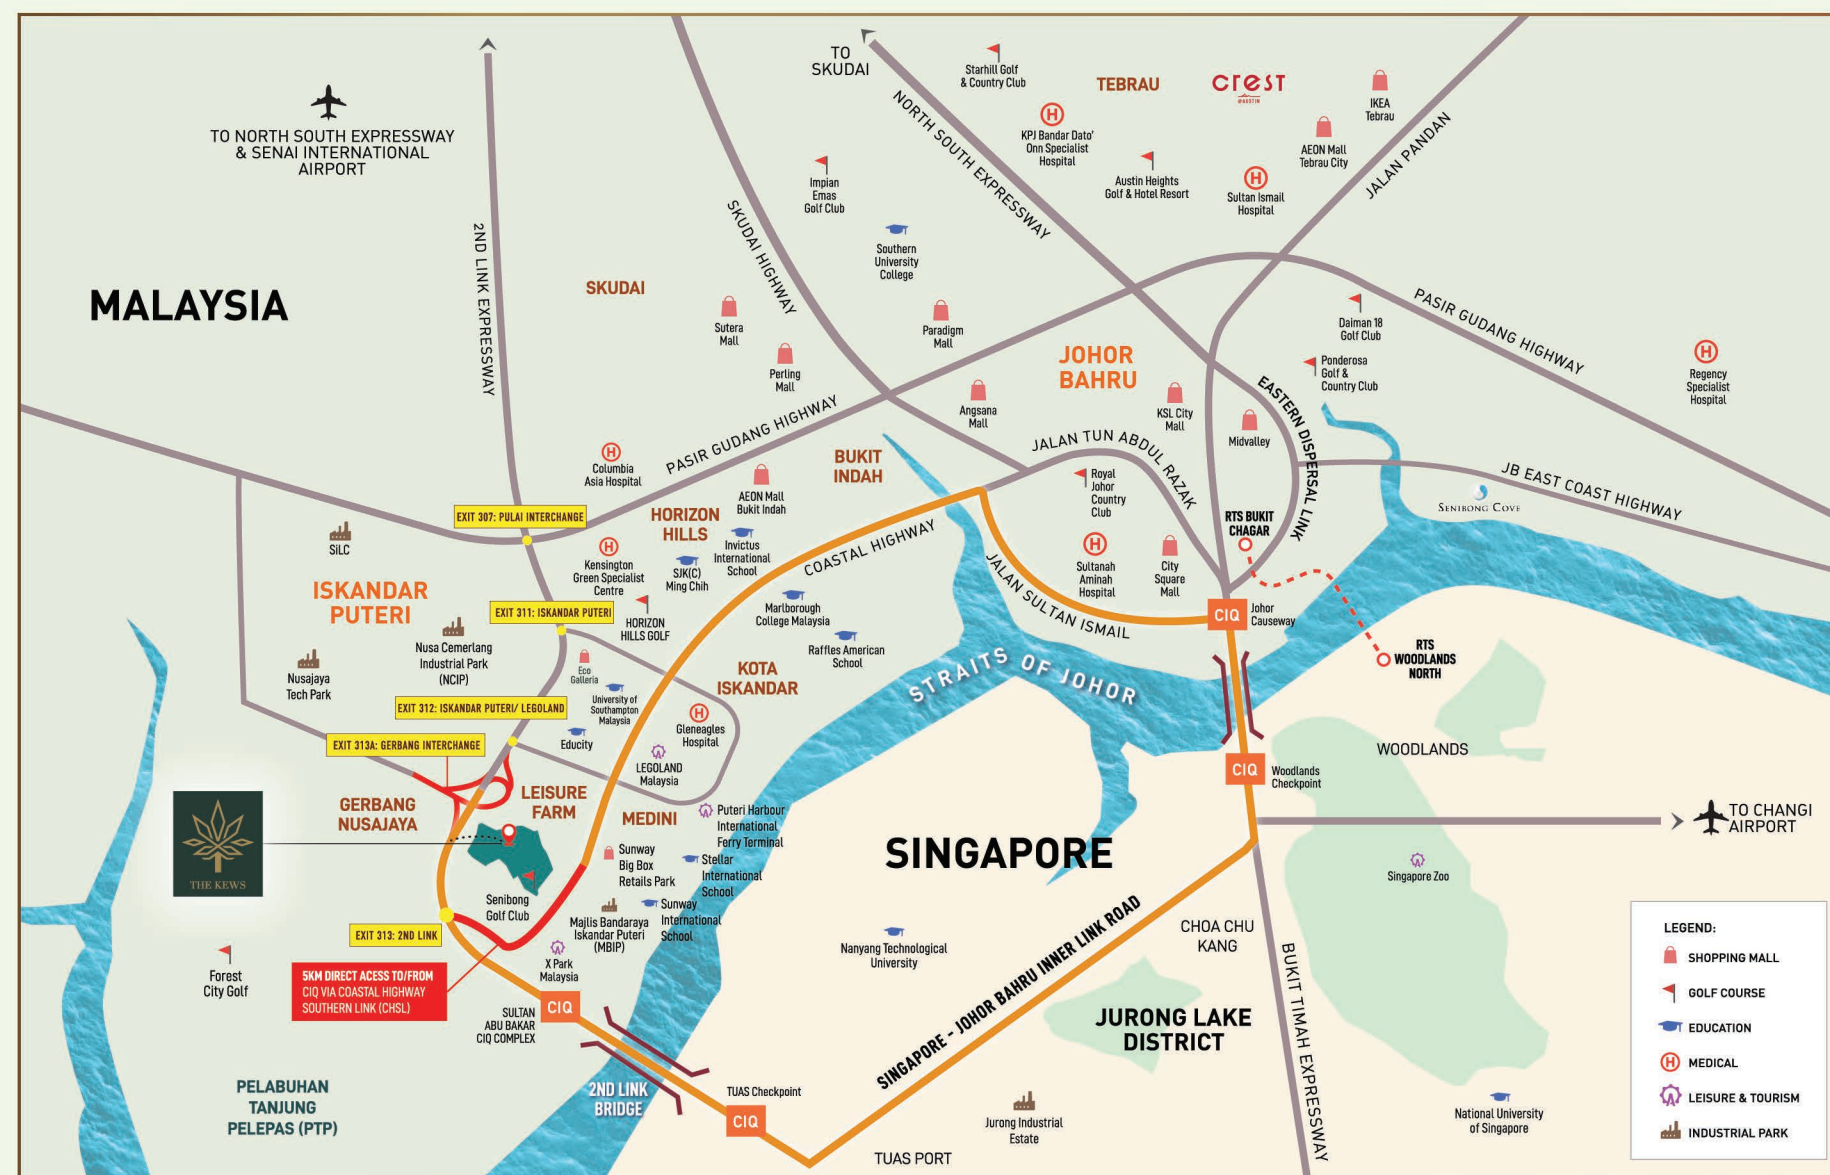 TO NORTH SOUTH EXPRESSWAY
& SENAI INTERNATIONAL
AIRPORT
MALAYSIA
2ND LINK EXPRESSWAY
SKUDAI
SKUDAI HIGHWAY
TO
SKUDAI
NORTH SOUTH EXPRESSWAY
Starhill Golf
& Country Club
TEBRAU
crest
@AUSTIN
IKEA
Tebrau
KPJ Bandar Dato'
Onn Specialist
Hospital
AEON Mall
Tebrau City
JALAN PANDAN
Impian
Emas
Golf Club
Austin Heights
Golf & Hotel Resort
Sultan Ismail
Hospital
Southern
University
College
Sutera
Mall
Perling
Mall
Paradigm
Mall
Daiman 18
Golf Club
PASIR GUDANG HIGHWAY
JOHOR
BAHRU
Ponderosa
Golf &
Country Club
Regency
Specialist
Hospital
Angsana
Mall
KSL City
Mall
Midvalley
EASTERN DISPERSAL LINK
PASIR GUDANG HIGHWAY
JALAN TUN ABDUL RAZAK
JB EAST COAST HIGHWAY
SENIBONG COVE
Columbia
Asia Hospital
BUKIT
INDAH
AEON Mall
Bukit Indah
Royal
Johor
Country
Club
RTS BUKIT
CHAGAR
EXIT 307: PULAI INTERCHANGE
HORIZON
HILLS
SiLC
Kensington
Green Specialist
Centre
SJK(C)
Ming Chih
Invictus
International
School
COASTAL HIGHWAY
JALAN SULTAN ISMAIL
Sultanah
Aminah
Hospital
City
Square
Mall
ISKANDAR
PUTERI
EXIT 311: ISKANDAR PUTERI
HORIZON
HILLS GOLF
Marlborough
College Malaysia
Raffles American
School
CIQ
Johor
Causeway
RTS
WOODLANDS
NORTH
Nusa Cemerlang
Industrial Park
(NCIP)
Nusajaya
Tech Park
Eco
Galleria
University of
Southampton
Malaysia
KOTA
ISKANDAR
STRAITS OF JOHOR
EXIT 312: ISKANDAR PUTERI/ LEGOLAND
Educity
Gleneagles
Hospital
EXIT 313A: GERBANG INTERCHANGE
LEGOLAND
Malaysia
CIQ
Woodlands
Checkpoint
WOODLANDS
GERBANG
NUSAJAYA
LEISURE
FARM
MEDINI
Puteri Harbour
International
Ferry Terminal
TO CHANGI
AIRPORT
THE KEWS
Sunway
Big Box
Retails Park
Stellar
International
School
SINGAPORE
Singapore Zoo
Senibong
Golf Club
Majlis Bandaraya
Iskandar Puteri
(MBIP)
Sunway
International
School
EXIT 313: 2ND LINK
Nanyang Technological
University
CHOA CHU
KANG
SINGAPORE - JOHOR BAHRU INNER LINK ROAD
BUKIT TIMAH EXPRESSWAY
Forest
City Golf
5KM DIRECT ACESS TO/FROM
CIQ VIA COASTAL HIGHWAY
SOUTHERN LINK (CHSL)
X Park
Malaysia
SULTAN
ABU BAKAR
CIQ COMPLEX
CIQ
JURONG LAKE
DISTRICT
PELABUHAN
TANJUNG
PELEPAS (PTP)
2ND LINK
BRIDGE
TUAS Checkpoint
CIQ
TUAS PORT
Jurong Industrial
Estate
National University
of Singapore
LEGEND:
SHOPPING MALL
GOLF COURSE
EDUCATION
MEDICAL
LEISURE & TOURISM
INDUSTRIAL PARK